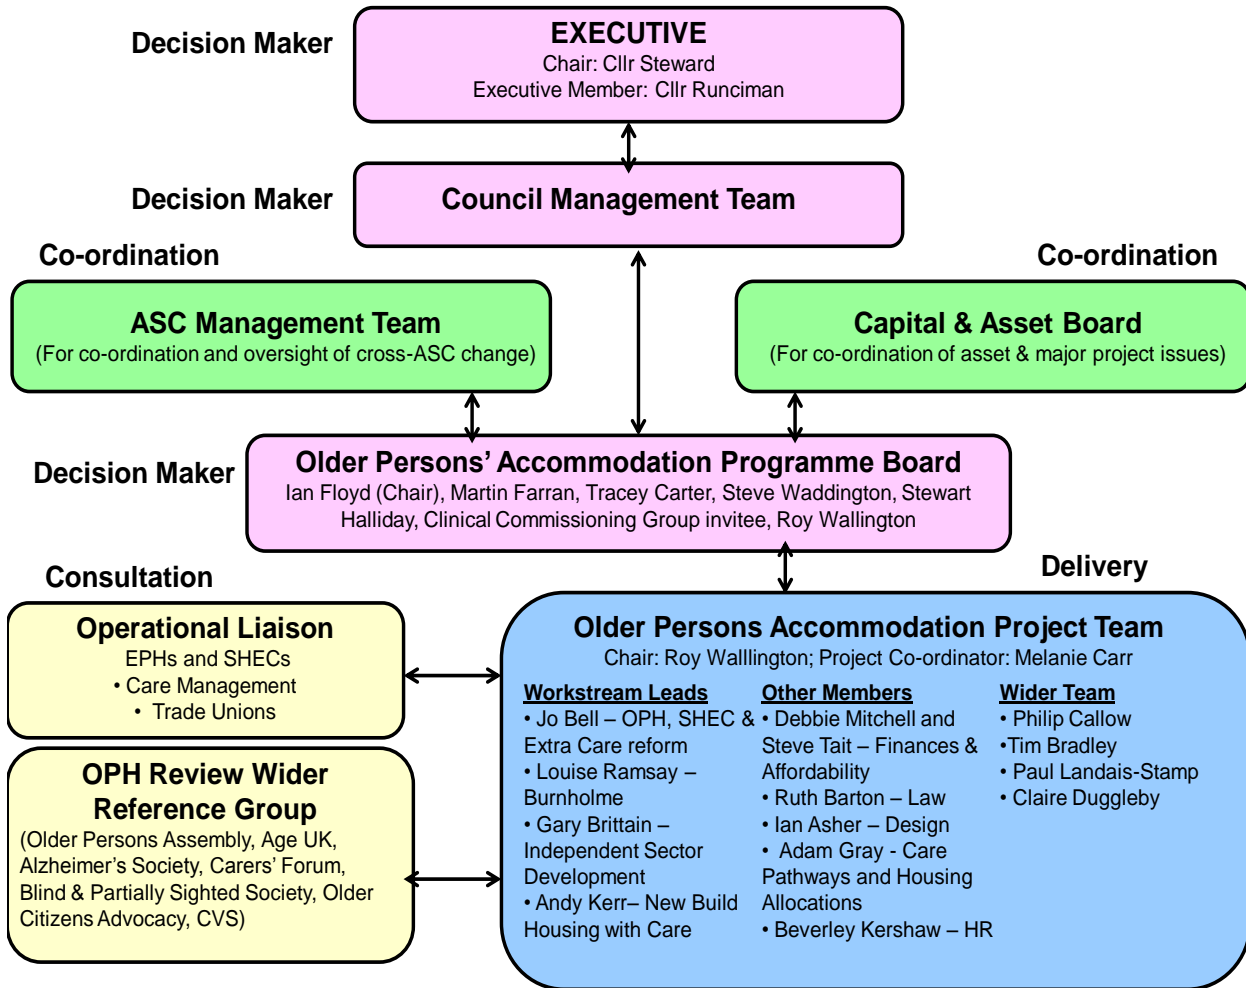 Decision Maker
EXECUTIVE
Chair: Cllr Steward
Executive Member: Cllr Runciman
Decision Maker
Council Management Team
Co-ordination
Co-ordination
ASC Management Team
(For co-ordination and oversight of cross-ASC change)
Capital & Asset Board
(For co-ordination of asset & major project issues)
Decision Maker
Older Persons' Accommodation Programme Board
Ian Floyd (Chair), Martin Farran, Tracey Carter, Steve Waddington, Stewart
Halliday, Clinical Commissioning Group invitee, Roy Wallington
Consultation
Delivery
Operational Liaison
EPHs and SHECs
• Care Management
• Trade Unions
OPH Review Wider
Reference Group
(Older Persons Assembly, Age UK,
Alzheimer's Society, Carers' Forum,
Blind & Partially Sighted Society, Older
Citizens Advocacy, CVS)
Older Persons Accommodation Project Team
Chair: Roy Walllington; Project Co-ordinator: Melanie Carr
Workstream Leads
• Jo Bell – OPH, SHEC &
Extra Care reform
• Louise Ramsay –
Burnholme
• Gary Brittain –
Independent Sector
Development
• Andy Kerr– New Build
Housing with Care
Other Members
• Debbie Mitchell and
Steve Tait – Finances &
Affordability
• Ruth Barton – Law
• Ian Asher – Design
• Adam Gray - Care
Pathways and Housing
Allocations
• Beverley Kershaw – HR
Wider Team
• Philip Callow
•Tim Bradley
• Paul Landais-Stamp
• Claire Duggleby